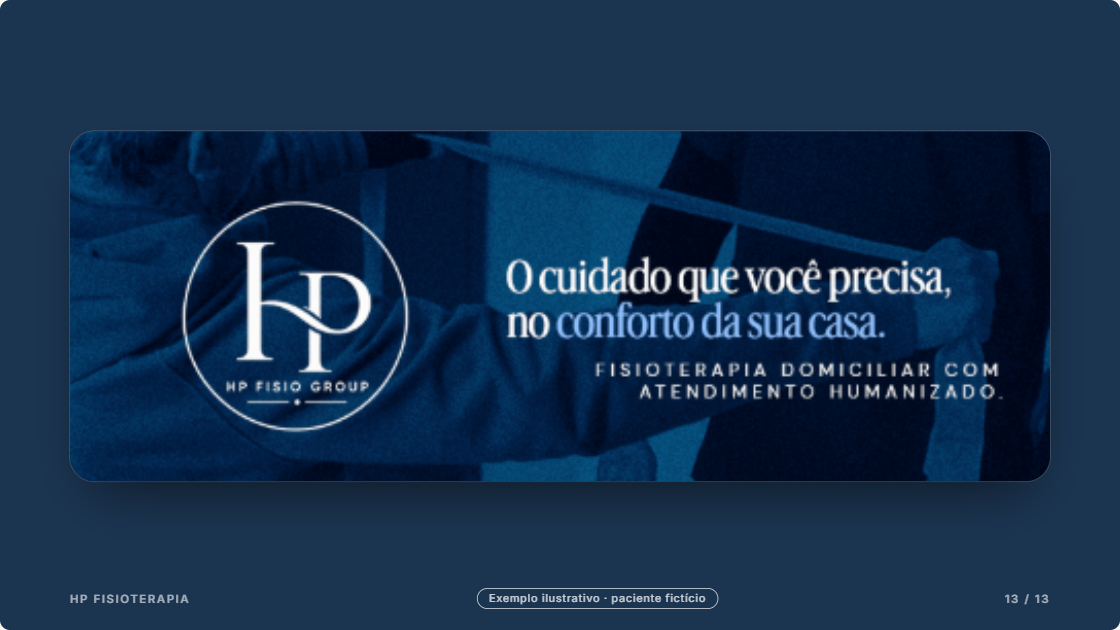 HP
HP FISIO GROUP
O cuidado que você precisa,
no conforto da sua casa.
FISIOTERAPIA DOMICILIAR COM
ATENDIMENTO HUMANIZADO.
HP FISIOTERAPIA
Exemplo ilustrativo · paciente fictício
13 / 13